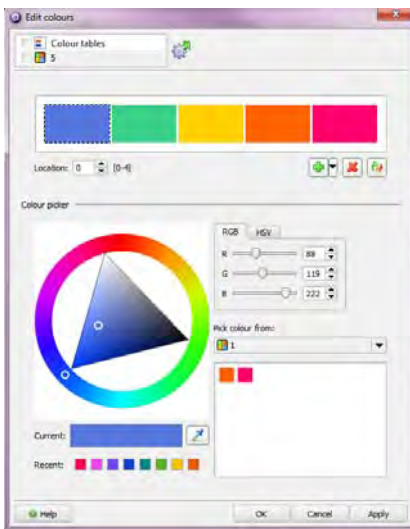 Edit colours
Colour tables
5
Location: 0 [0-4]
Colour picker
RGB HSV
R 88
G 119
B 222
Pick colour from:
1
Current:
Recent:
Help OK Cancel Apply